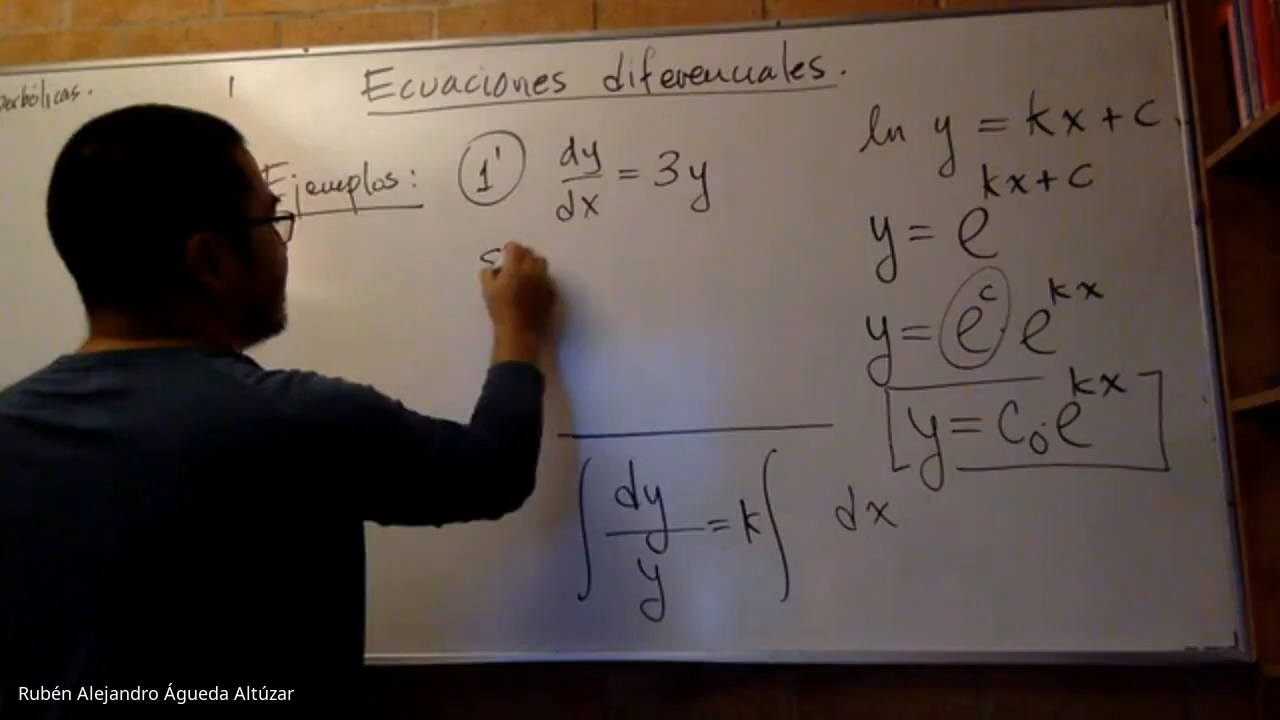 Ecuaciones diferenciales.
Ejemplos: 1' dy/dx = 3y
∫ dy/y = k ∫ dx
ln y = kx + c
y = e^{kx + c}
y = e^c e^{kx}
y = C₀e^{kx}
Rubén Alejandro Águeda Altúzar